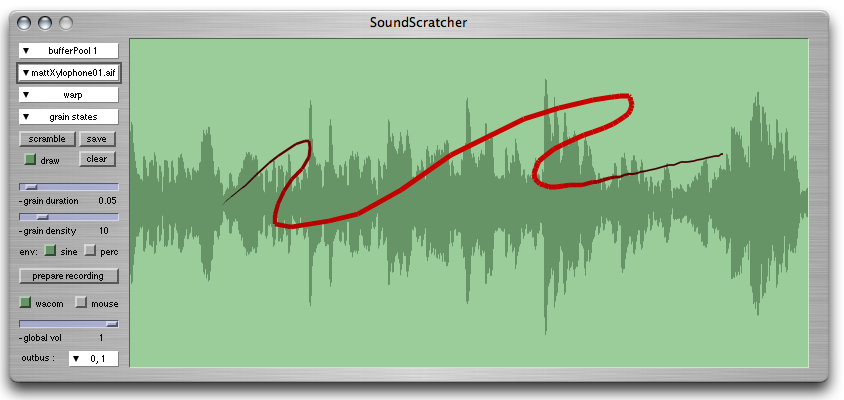 SoundScratcher
bufferPool 1
mattXylophone01.aif
warp
grain states
scramble save
draw clear
-grain duration 0.05
-grain density 10
env: sine perc
prepare recording
wacom mouse
-global vol 1
outbus : 0, 1